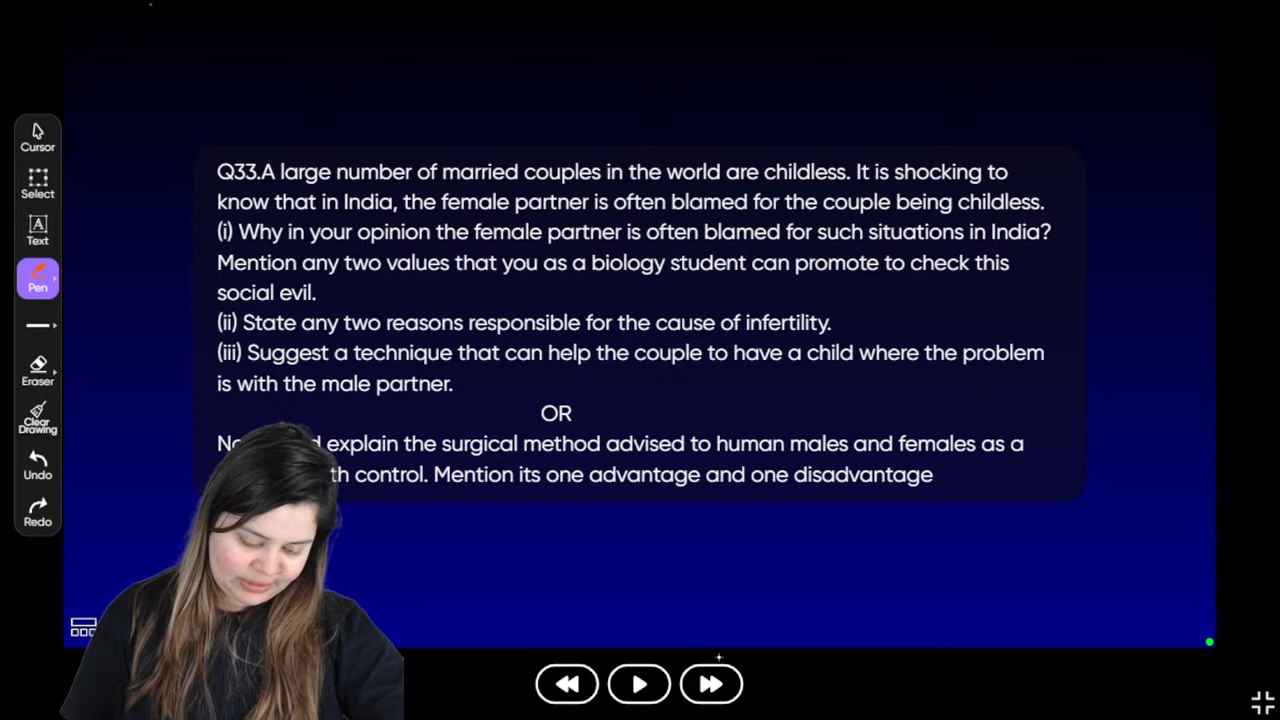 Cursor
Select
Text
Pen
Eraser
Clear
Drawing
Undo
Redo
Q33.A large number of married couples in the world are childless. It is shocking to
know that in India, the female partner is often blamed for the couple being childless.
(i) Why in your opinion the female partner is often blamed for such situations in India?
Mention any two values that you as a biology student can promote to check this
social evil.
(ii) State any two reasons responsible for the cause of infertility.
(iii) Suggest a technique that can help the couple to have a child where the problem
is with the male partner.
OR
explain the surgical method advised to human males and females as a
control. Mention its one advantage and one disadvantage